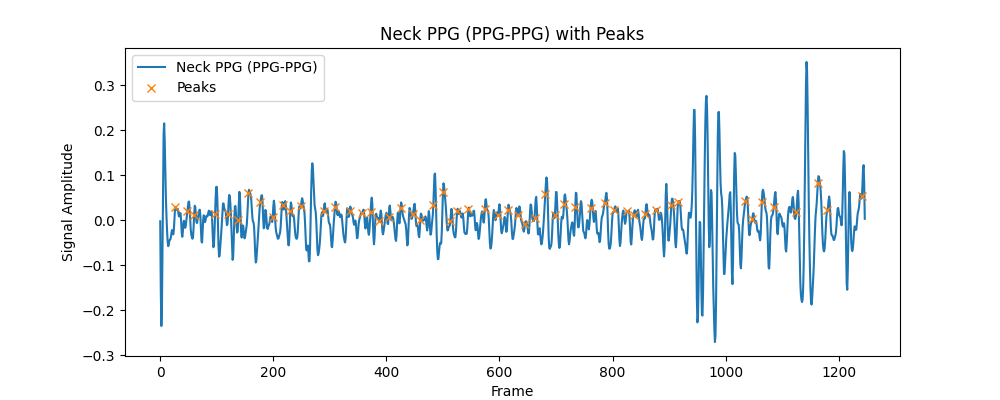 Neck PPG (PPG-PPG) with Peaks
Neck PPG (PPG-PPG)
Peaks
Signal Amplitude
0.3
0.2
0.1
0.0
−0.1
−0.2
−0.3
0 200 400 600 800 1000 1200
Frame